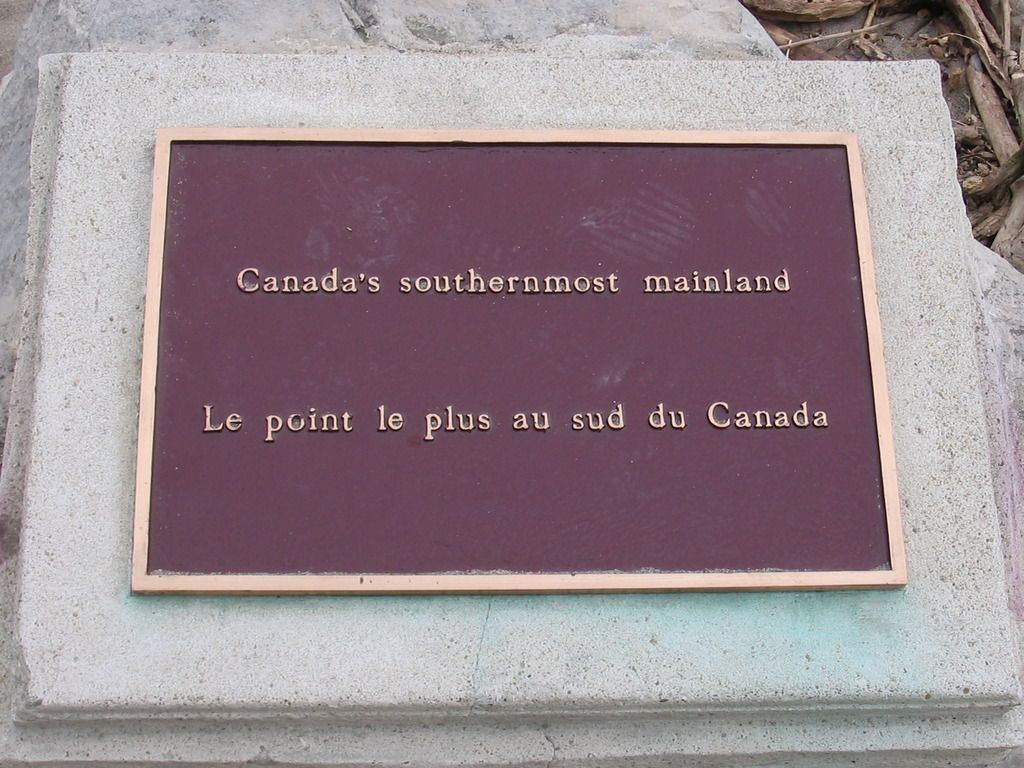 Canada's southernmost mainland
Le point le plus au sud du Canada